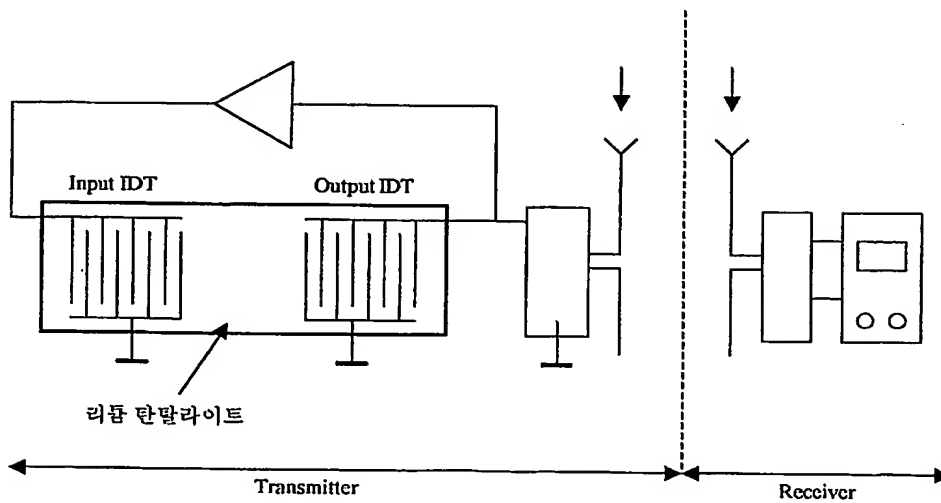 Input IDT
Output IDT
리튬 탄탈라이트
Transmitter
Receiver